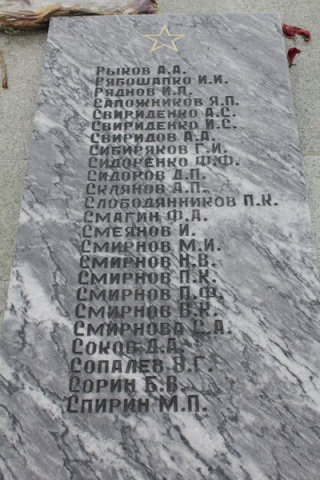 Рыков А.А.
Рябошапко И.И.
Ряднов И.П.
Сапожников Я.П.
Свириденко А.С.
Свириденко И.С.
Свиридов А.А.
Сибиряков Г.И.
Сидоренко Ф.Ф.
Сидоров Д.П.
Склянов А.П.
Слободянников П.К.
Смагин Ф.А.
Смеянов И.
Смирнов М.И.
Смирнов Н.В.
Смирнов П.К.
Смирнов П.Ф.
Смирнов В.К.
Смирнова С.А.
Соков Д.А.
Сопалев В.Г.
Сорин Б.В.
Спирин М.П.